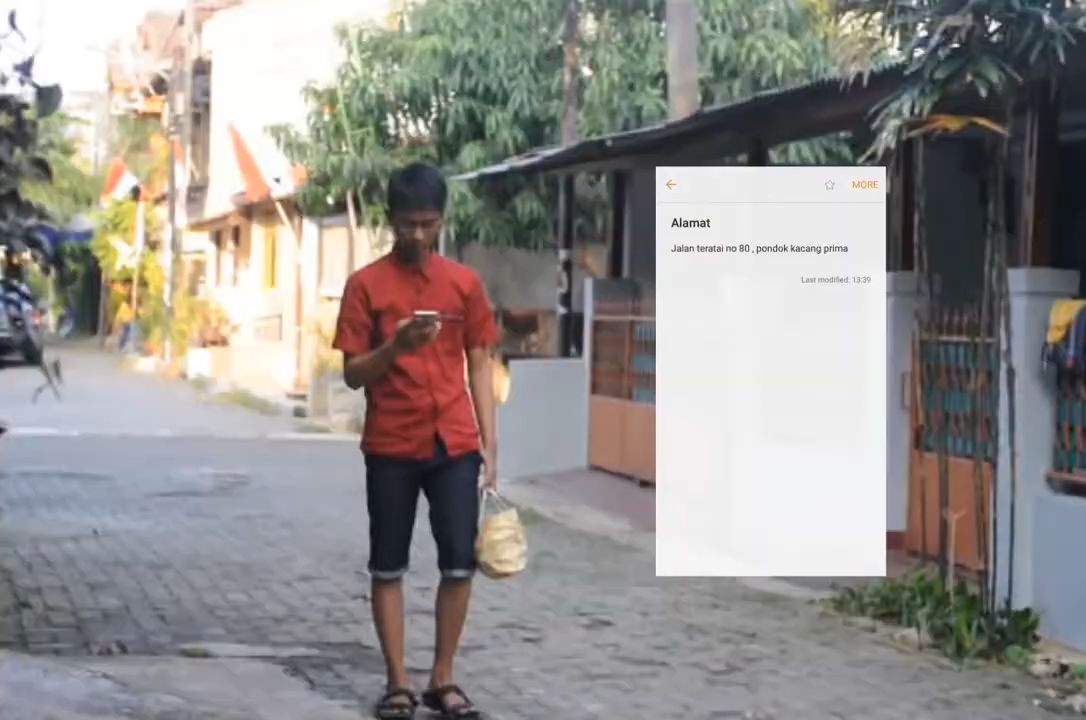 MORE
Alamat
Jalan teratai no 80 , pondok kacang prima
Last modified: 13:39